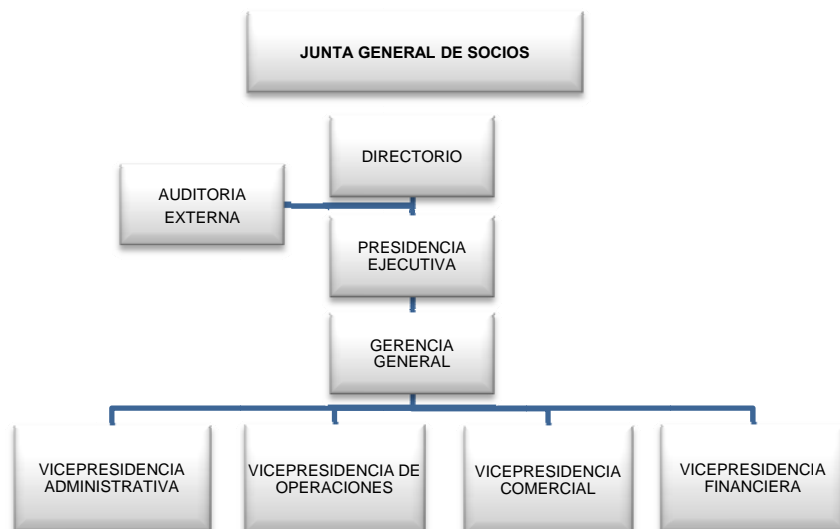 JUNTA GENERAL DE SOCIOS
DIRECTORIO
AUDITORIA
EXTERNA
PRESIDENCIA
EJECUTIVA
GERENCIA
GENERAL
VICEPRESIDENCIA
ADMINISTRATIVA
VICEPRESIDENCIA DE
OPERACIONES
VICEPRESIDENCIA
COMERCIAL
VICEPRESIDENCIA
FINANCIERA